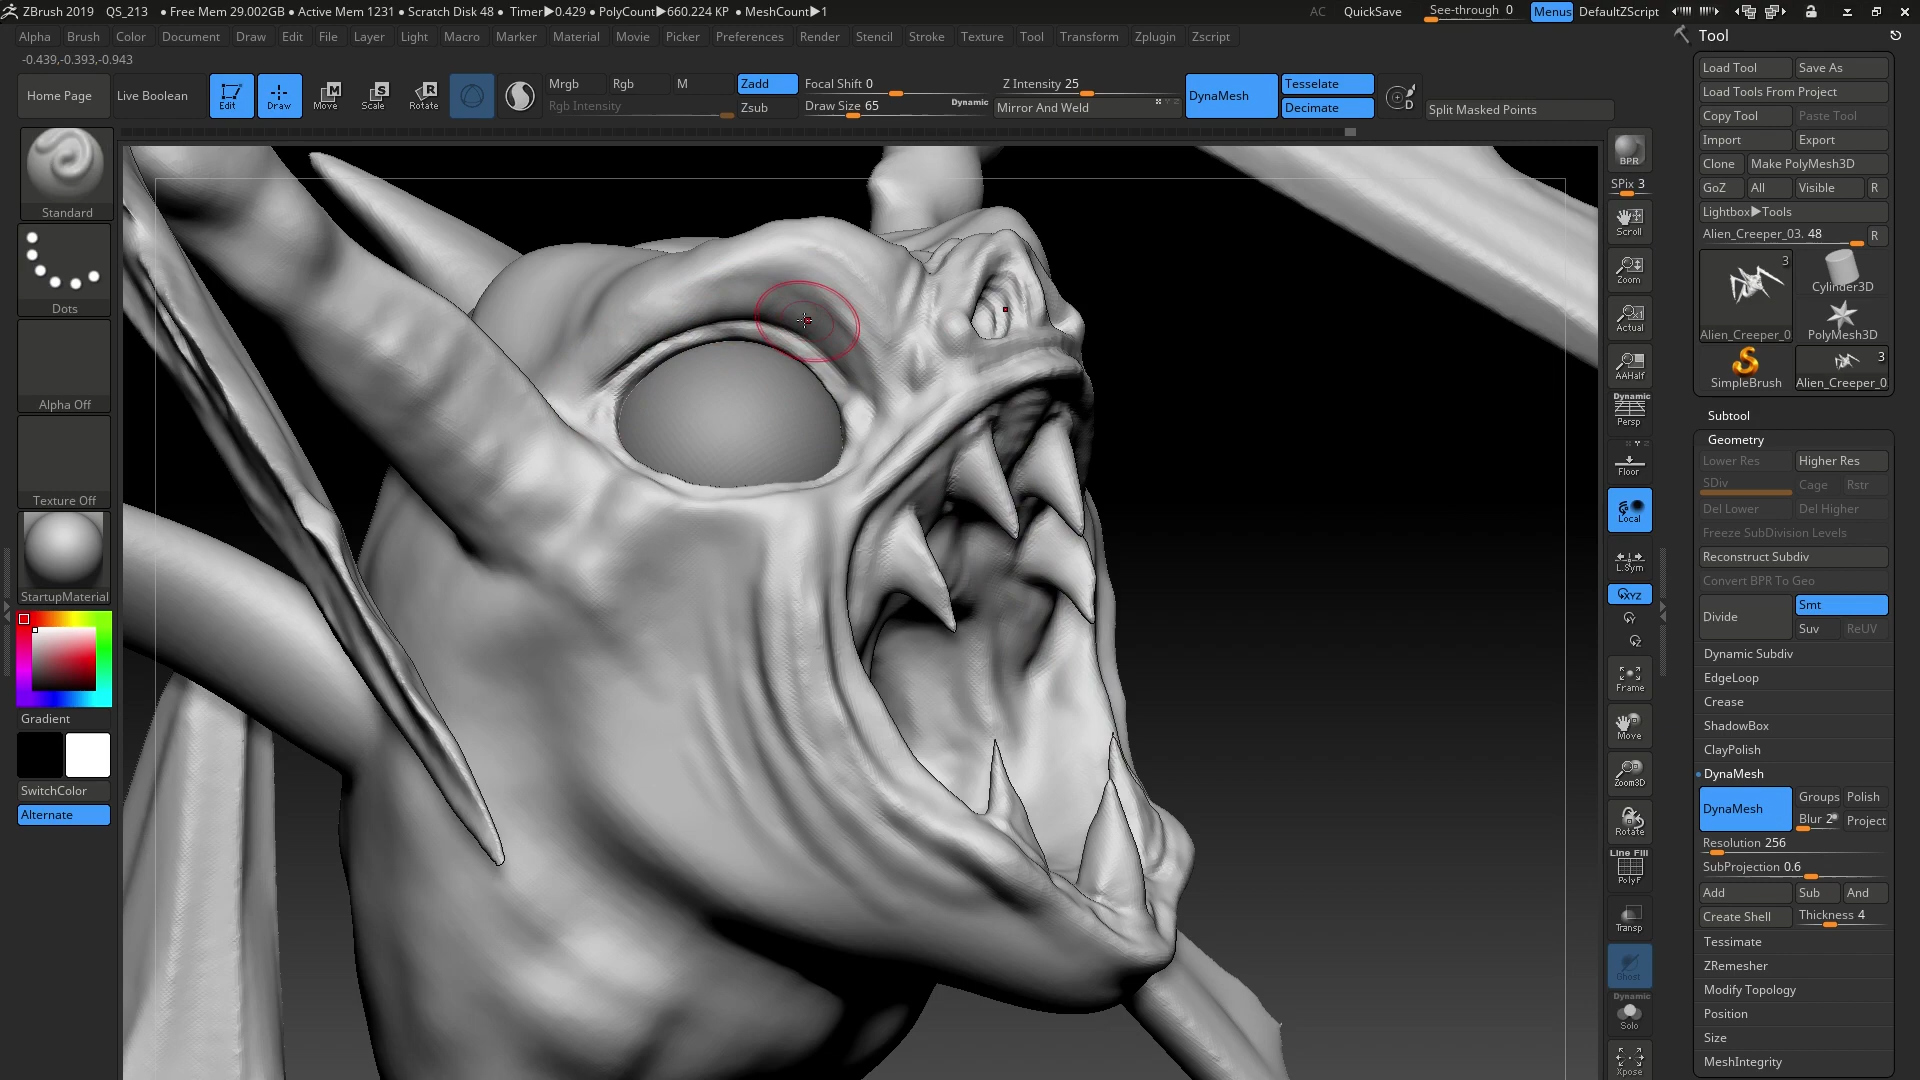 ZBrush 2019 QS_213 • Free Mem 29.002GB • Active Mem 1231 • Scratch Disk 48 • Timer▶0.429 • PolyCount▶660.224 KP • MeshCount▶1 AC QuickSave See-through 0 Menus DefaultZScript
Alpha Brush Color Document Draw Edit File Layer Light Macro Marker Material Movie Picker Preferences Render Stencil Stroke Texture Tool Transform Zplugin Zscript
-0.439,-0.393,-0.943
Home Page
Live Boolean
Edit
Draw
Move
Scale
Rotate
Mrgb Rgb M
Rgb Intensity
Zadd
Zsub
Focal Shift 0
Draw Size 65
Dynamic
Z Intensity 25
Mirror And Weld
DynaMesh
Tesselate
Decimate
Split Masked Points
Standard
Dots
Alpha Off
Texture Off
StartupMaterial
Gradient
SwitchColor
Alternate
BPR
SPix 3
Scroll
Zoom
Actual
AAHalf
Dynamic
Persp
Floor
Local
L.Sym
XYZ
Frame
Move
Zoom3D
Rotate
Line Fill
PolyF
Transp
Ghost
Dynamic
Solo
Xpose
Tool
Load Tool Save As
Load Tools From Project
Copy Tool Paste Tool
Import Export
Clone Make PolyMesh3D
GoZ All Visible R
Lightbox▶Tools
Alien_Creeper_03. 48 R
3
Alien_Creeper_0
Cylinder3D
PolyMesh3D
SimpleBrush
3
Alien_Creeper_0
Subtool
Geometry
Lower Res Higher Res
SDiv Cage Rstr
Del Lower Del Higher
Freeze SubDivision Levels
Reconstruct Subdiv
Convert BPR To Geo
Divide
Smt
Suv ReUV
Dynamic Subdiv
EdgeLoop
Crease
ShadowBox
ClayPolish
DynaMesh
DynaMesh
Groups Polish
Blur 2 Project
Resolution 256
SubProjection 0.6
Add Sub And
Create Shell Thickness 4
Tessimate
ZRemesher
Modify Topology
Position
Size
MeshIntegrity